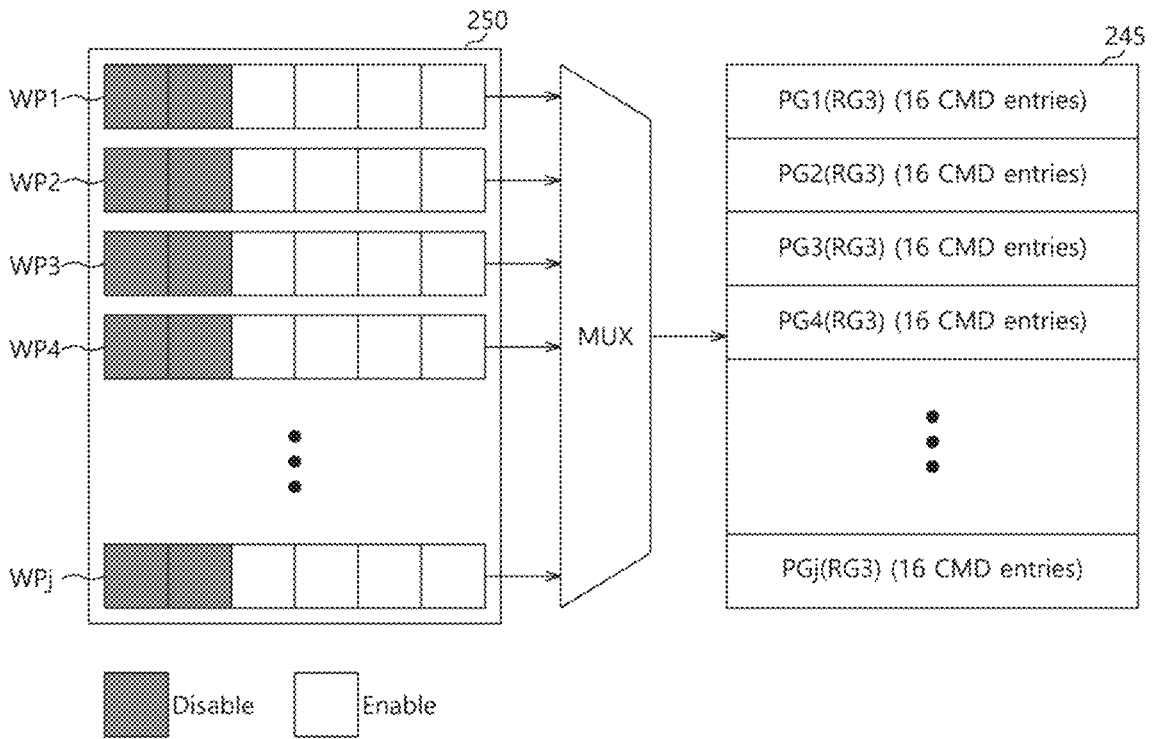 250
245
WP1
PG1(RG3) (16 CMD entries)
WP2
PG2(RG3) (16 CMD entries)
WP3
PG3(RG3) (16 CMD entries)
WP4
MUX
PG4(RG3) (16 CMD entries)
WPj
PGj(RG3) (16 CMD entries)
Disable
Enable